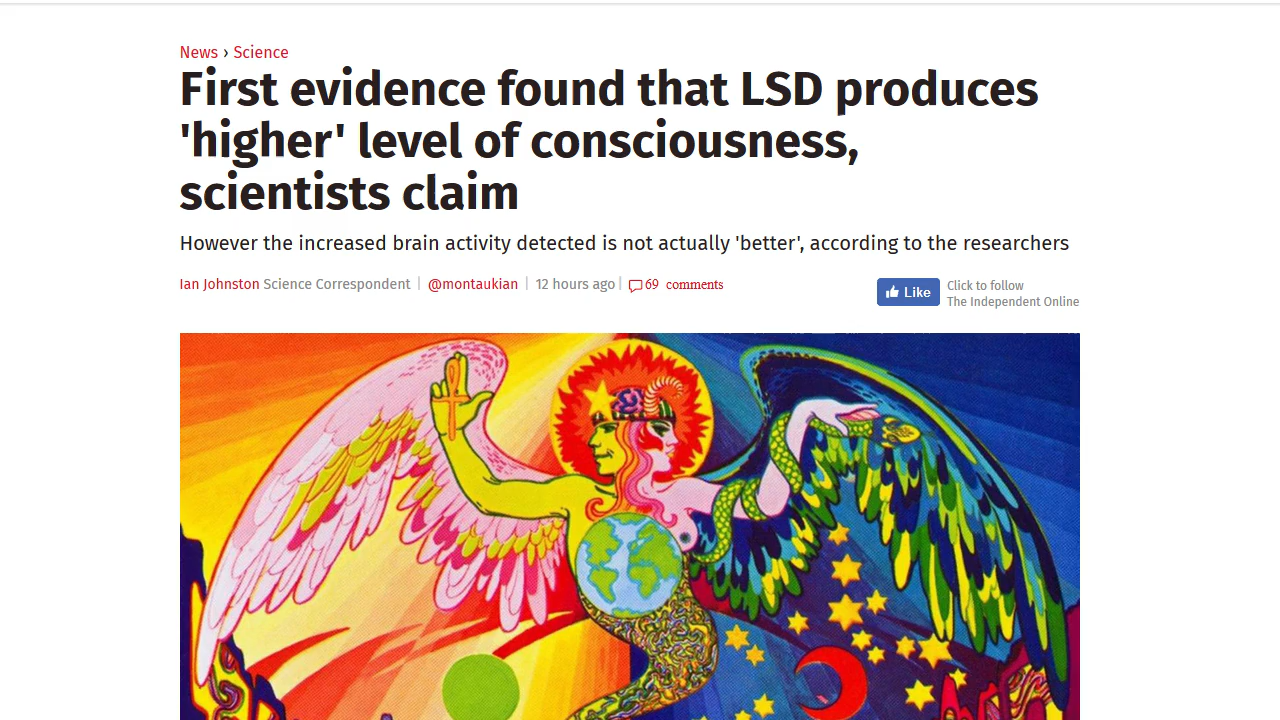 News › Science
First evidence found that LSD produces
'higher' level of consciousness,
scientists claim
However the increased brain activity detected is not actually 'better', according to the researchers
Ian Johnston Science Correspondent | @montaukian | 12 hours ago | 69 comments
Like
Click to follow
The Independent Online